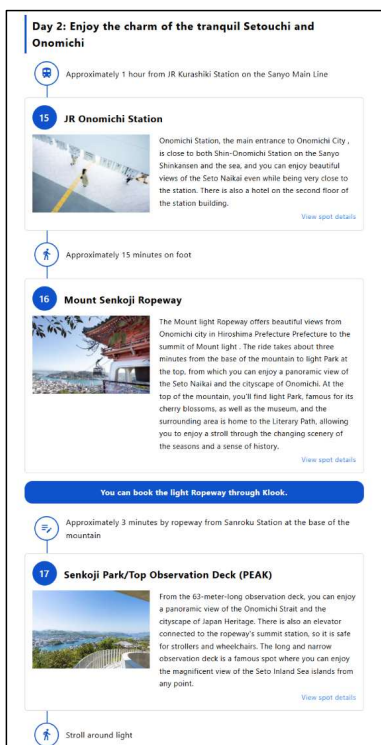 Day 2: Enjoy the charm of the tranquil Setouchi and
Onomichi
Approximately 1 hour from JR Kurashiki Station on the Sanyo Main Line
15
JR Onomichi Station
Onomichi Station, the main entrance to Onomichi City ,
is close to both Shin-Onomichi Station on the Sanyo
Shinkansen and the sea, and you can enjoy beautiful
views of the Seto Naikai even while being very close to
the station. There is also a hotel on the second floor of
the station building.
View spot details
Approximately 15 minutes on foot
16
Mount Senkoji Ropeway
The Mount light Ropeway offers beautiful views from
Onomichi city in Hiroshima Prefecture Prefecture to the
summit of Mount light . The ride takes about three
minutes from the base of the mountain to light Park at
the top, from which you can enjoy a panoramic view of
the Seto Naikai and the cityscape of Onomichi. At the
top of the mountain, you'll find light Park, famous for its
cherry blossoms, as well as the museum, and the
surrounding area is home to the Literary Path, allowing
you to enjoy a stroll through the changing scenery of
the seasons and a sense of history.
View spot details
You can book the light Ropeway through Klook.
Approximately 3 minutes by ropeway from Sanroku Station at the base of the
mountain
17
Senkoji Park/Top Observation Deck (PEAK)
From the 63-meter-long observation deck, you can enjoy
a panoramic view of the Onomichi Strait and the
cityscape of Japan Heritage. There is also an elevator
connected to the ropeway's summit station, so it is safe
for strollers and wheelchairs. The long and narrow
observation deck is a famous spot where you can enjoy
the magnificent view of the Seto Inland Sea islands from
any point.
View spot details
Stroll around light